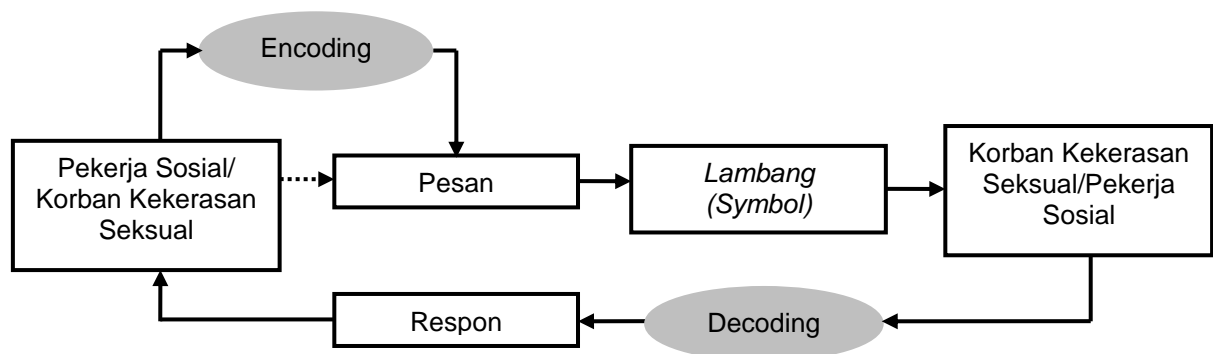 Encoding
Pekerja Sosial/
Korban Kekerasan
Seksual
Pesan
Lambang
(Symbol)
Korban Kekerasan
Seksual/Pekerja
Sosial
Respon
Decoding